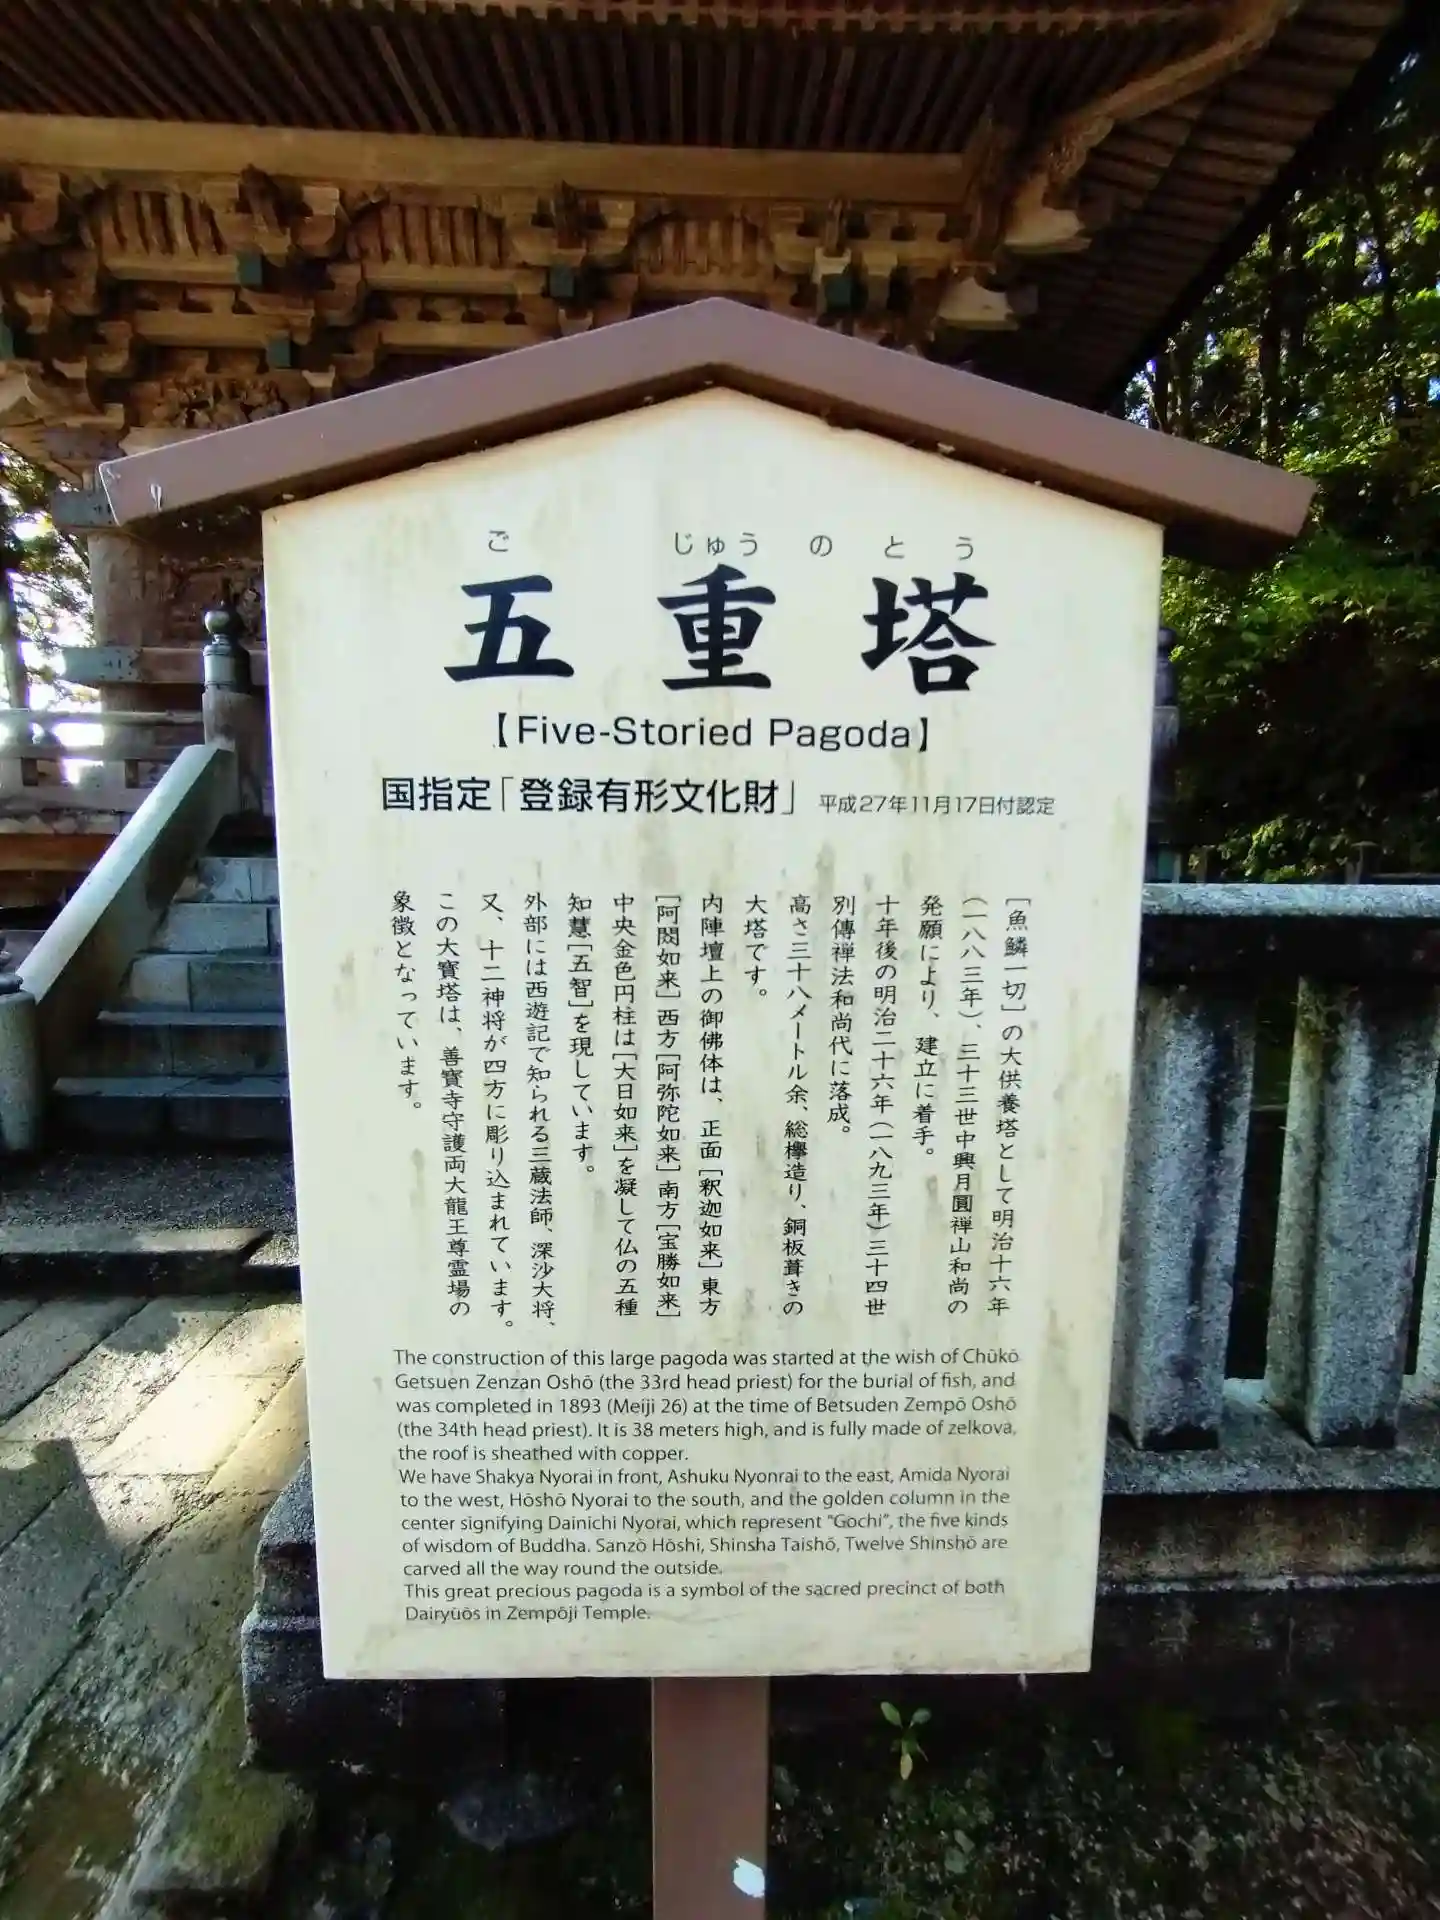 ご じゅう の と う
五重塔
【Five-Storied Pagoda】
国指定「登録有形文化財」 平成27年11月17日付認定
[魚鱗一切]の大供養塔として明治十六年
(一八八三年)、三十三世中興月圓禅山和尚の
発願により、建立に着手。
十年後の明治二十六年(一八九三年)三十四世
別傳禅法和尚代に落成。
高さ三十八メートル余、総欅造り、銅板葺きの
大塔です。
内陣壇上の御佛体は、正面[釈迦如来]東方
[阿閦如来]西方[阿弥陀如来]南方[宝勝如来]
中央金色円柱は[大日如来]を凝して仏の五種
知慧[五智]を現しています。
外部には西遊記で知られる三蔵法師、深沙大将、
又、十二神将が四方に彫り込まれています。
この大寶塔は、善寶寺守護両大龍王尊霊場の
象徴となっています。
The construction of this large pagoda was started at the wish of Chūkō
Getsuen Zenzan Oshō (the 33rd head priest) for the burial of fish, and
was completed in 1893 (Meiji 26) at the time of Betsuden Zempō Oshō
(the 34th head priest). It is 38 meters high, and is fully made of zelkova,
the roof is sheathed with copper.
We have Shakya Nyorai in front, Ashuku Nyonrai to the east, Amida Nyorai
to the west, Hōshō Nyorai to the south, and the golden column in the
center signifying Dainichi Nyorai, which represent "Gochi", the five kinds
of wisdom of Buddha. Sanzō Hōshi, Shinsha Taishō, Twelve Shinshō are
carved all the way round the outside.
This great precious pagoda is a symbol of the sacred precinct of both
Dairyūōs in Zempōji Temple.